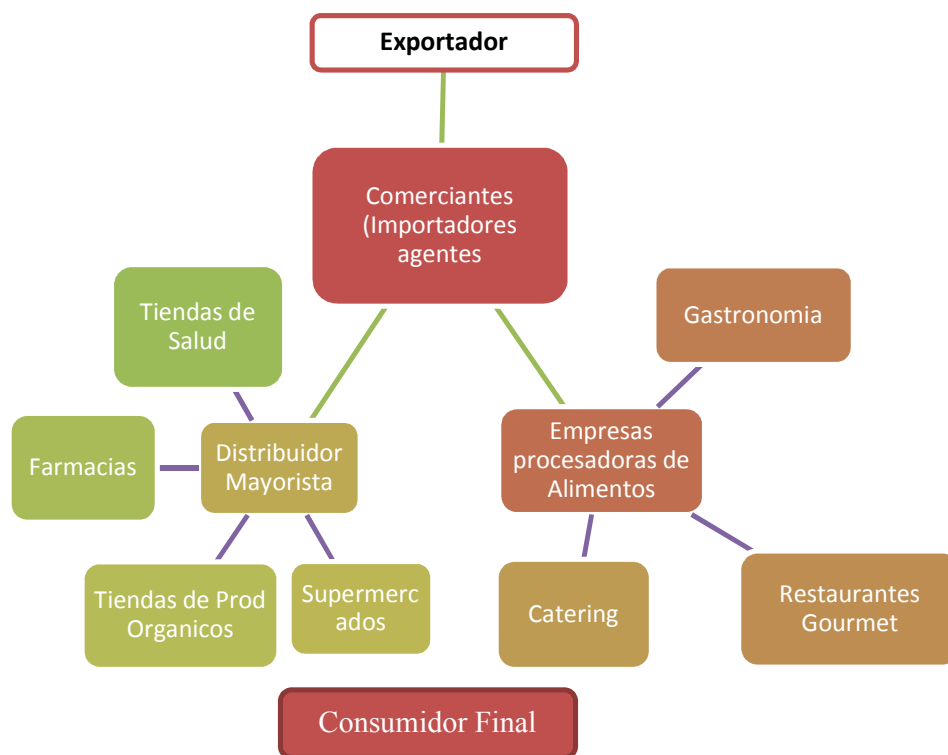 Exportador
Comerciantes
(Importadores
agentes
Tiendas de
Salud
Gastronomia
Farmacias
Distribuidor
Mayorista
Empresas
procesadoras de
Alimentos
Tiendas de Prod
Organicos
Supermerc
ados
Catering
Restaurantes
Gourmet
Consumidor Final